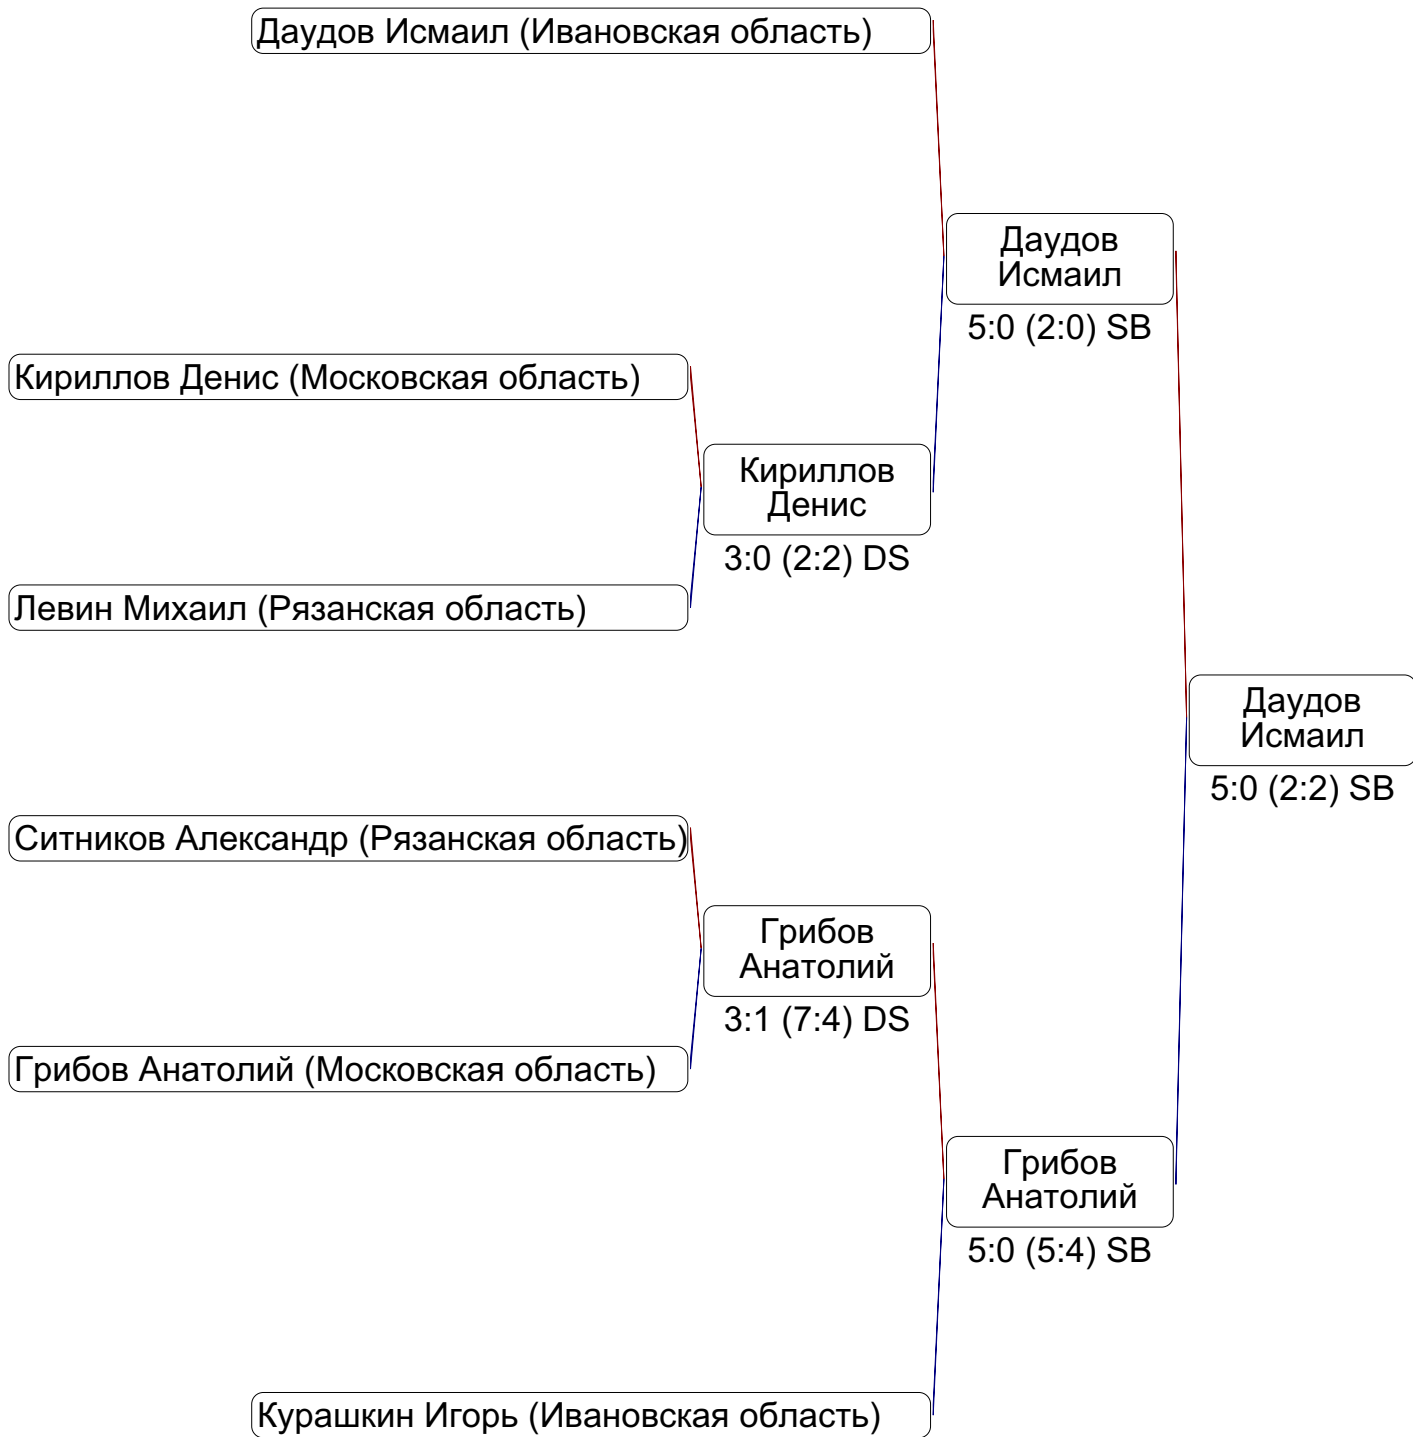 Даудов Исмаил (Ивановская область)
Даудов
Исмаил
5:0 (2:0) SB
Кириллов Денис (Московская область)
Кириллов
Денис
3:0 (2:2) DS
Левин Михаил (Рязанская область)
Даудов
Исмаил
5:0 (2:2) SB
Ситников Александр (Рязанская область)
Грибов
Анатолий
3:1 (7:4) DS
Грибов Анатолий (Московская область)
Грибов
Анатолий
5:0 (5:4) SB
Курашкин Игорь (Ивановская область)